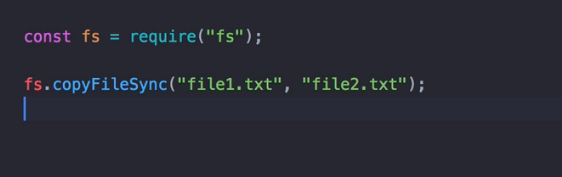 const fs = require("fs");
fs.copyFileSync("file1.txt", "file2.txt");